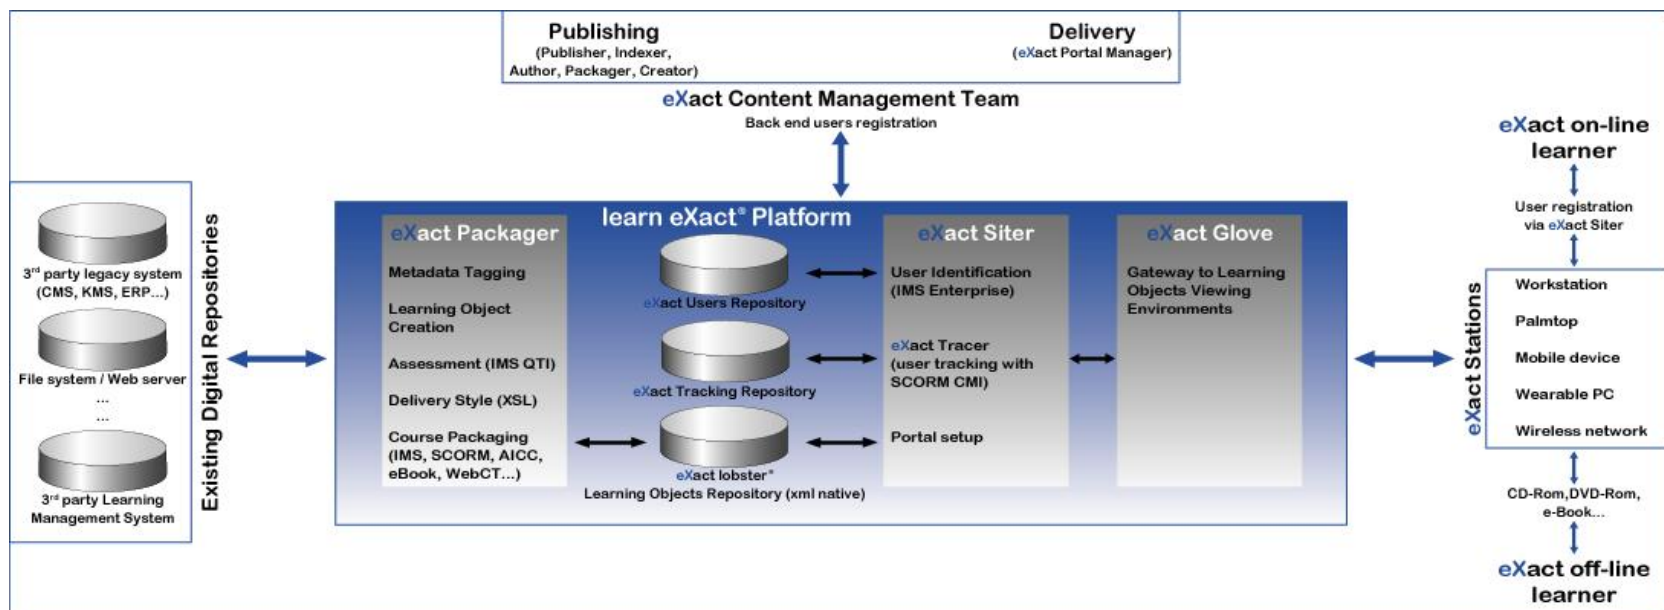 Publishing
(Publisher, Indexer,
Author, Packager, Creator)
Delivery
(eXact Portal Manager)
eXact Content Management Team
Back end users registration
3rd party legacy system
(CMS, KMS, ERP...)
File system / Web server
...
...
3rd party Learning
Management System
Existing Digital Repositories
learn eXact® Platform
eXact Packager
Metadata Tagging
Learning Object
Creation
Assessment (IMS QTI)
Delivery Style (XSL)
Course Packaging
(IMS, SCORM, AICC,
eBook, WebCT...)
eXact Users Repository
eXact Tracking Repository
eXact lobster®
Learning Objects Repository (xml native)
eXact Siter
User Identification
(IMS Enterprise)
eXact Tracer
(user tracking with
SCORM CMI)
Portal setup
eXact Glove
Gateway to Learning
Objects Viewing
Environments
eXact on-line
learner
User registration
via eXact Siter
eXact Stations
Workstation
Palmtop
Mobile device
Wearable PC
Wireless network
CD-Rom,DVD-Rom,
e-Book...
eXact off-line
learner